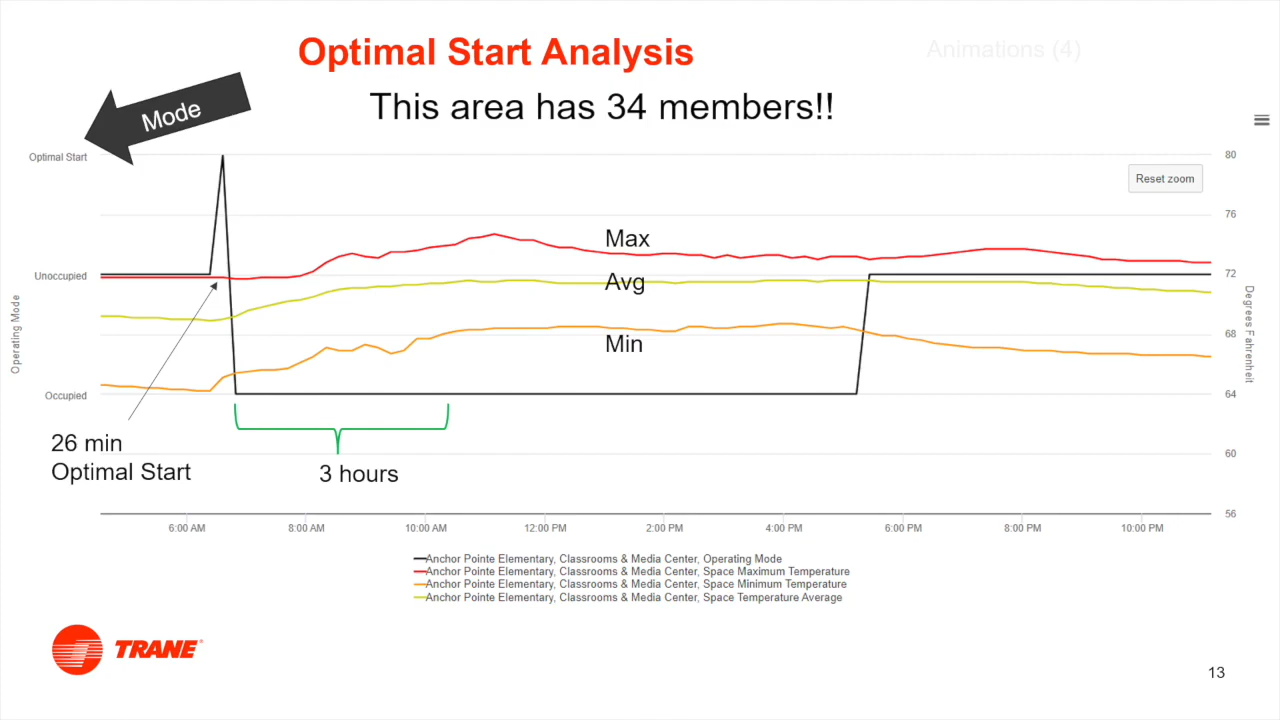 Optimal Start Analysis
Animations (4)
This area has 34 members!!
Mode
Optimal Start
80
Reset zoom
76
Max
Unoccupied
72
Avg
Operating Mode
Degrees Fahrenheit
68
Min
Occupied
64
26 min
Optimal Start
3 hours
60
56
6:00 AM 8:00 AM 10:00 AM 12:00 PM 2:00 PM 4:00 PM 6:00 PM 8:00 PM 10:00 PM
Anchor Pointe Elementary, Classrooms & Media Center, Operating Mode
Anchor Pointe Elementary, Classrooms & Media Center, Space Maximum Temperature
Anchor Pointe Elementary, Classrooms & Media Center, Space Minimum Temperature
Anchor Pointe Elementary, Classrooms & Media Center, Space Temperature Average
TRANE®
13